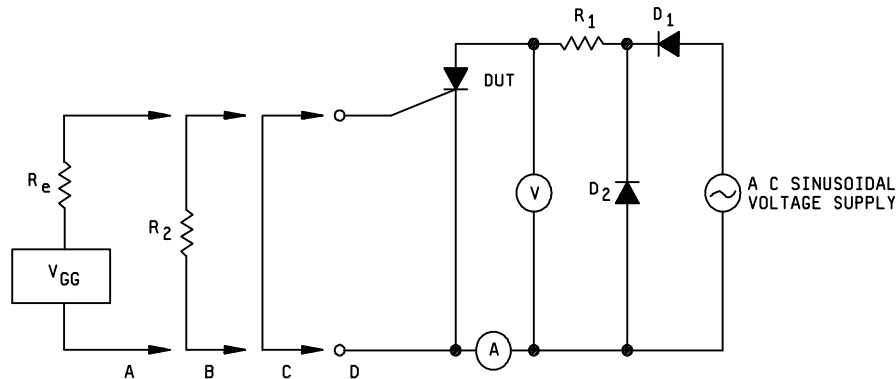 R1
D1
DUT
Re
R2
VGG
V
D2
A C SINUSOIDAL
VOLTAGE SUPPLY
A
A
B
C
D